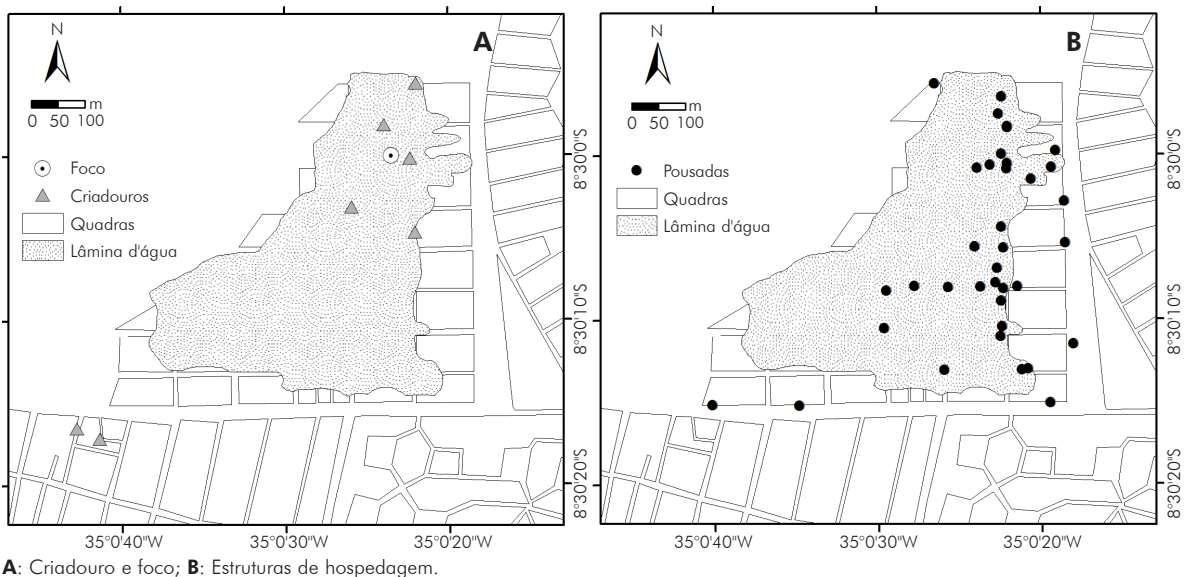 N
A
m
0 50 100
Foco
Criadouros
Quadras
Lâmina d'água
35°0'40"W 35°0'30"W 35°0'20"W
8°30'0"S
8°30'10"S
8°30'20"S
N
B
m
0 50 100
Pousadas
Quadras
Lâmina d'água
35°0'40"W 35°0'30"W 35°0'20"W
8°30'0"S
8°30'10"S
8°30'20"S
A: Criadouro e foco; B: Estruturas de hospedagem.